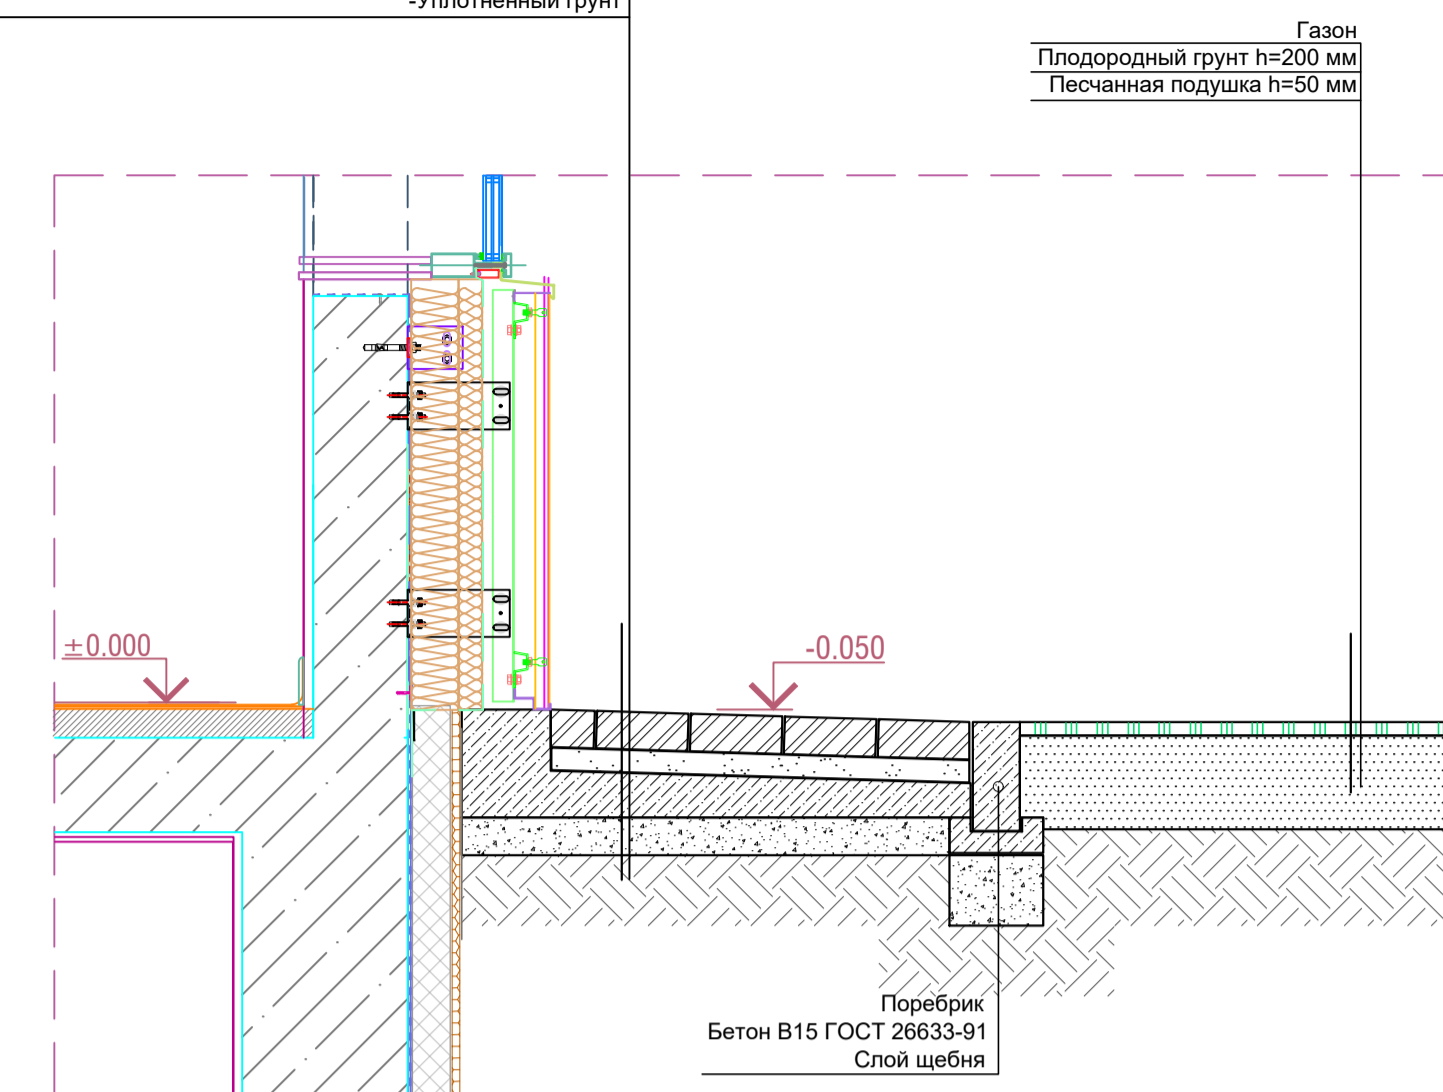 -Уплотненный грунт
Газон
Плодородный грунт h=200 мм
Песчанная подушка h=50 мм
±0.000
-0.050
Поребрик
Бетон В15 ГОСТ 26633-91
Слой щебня